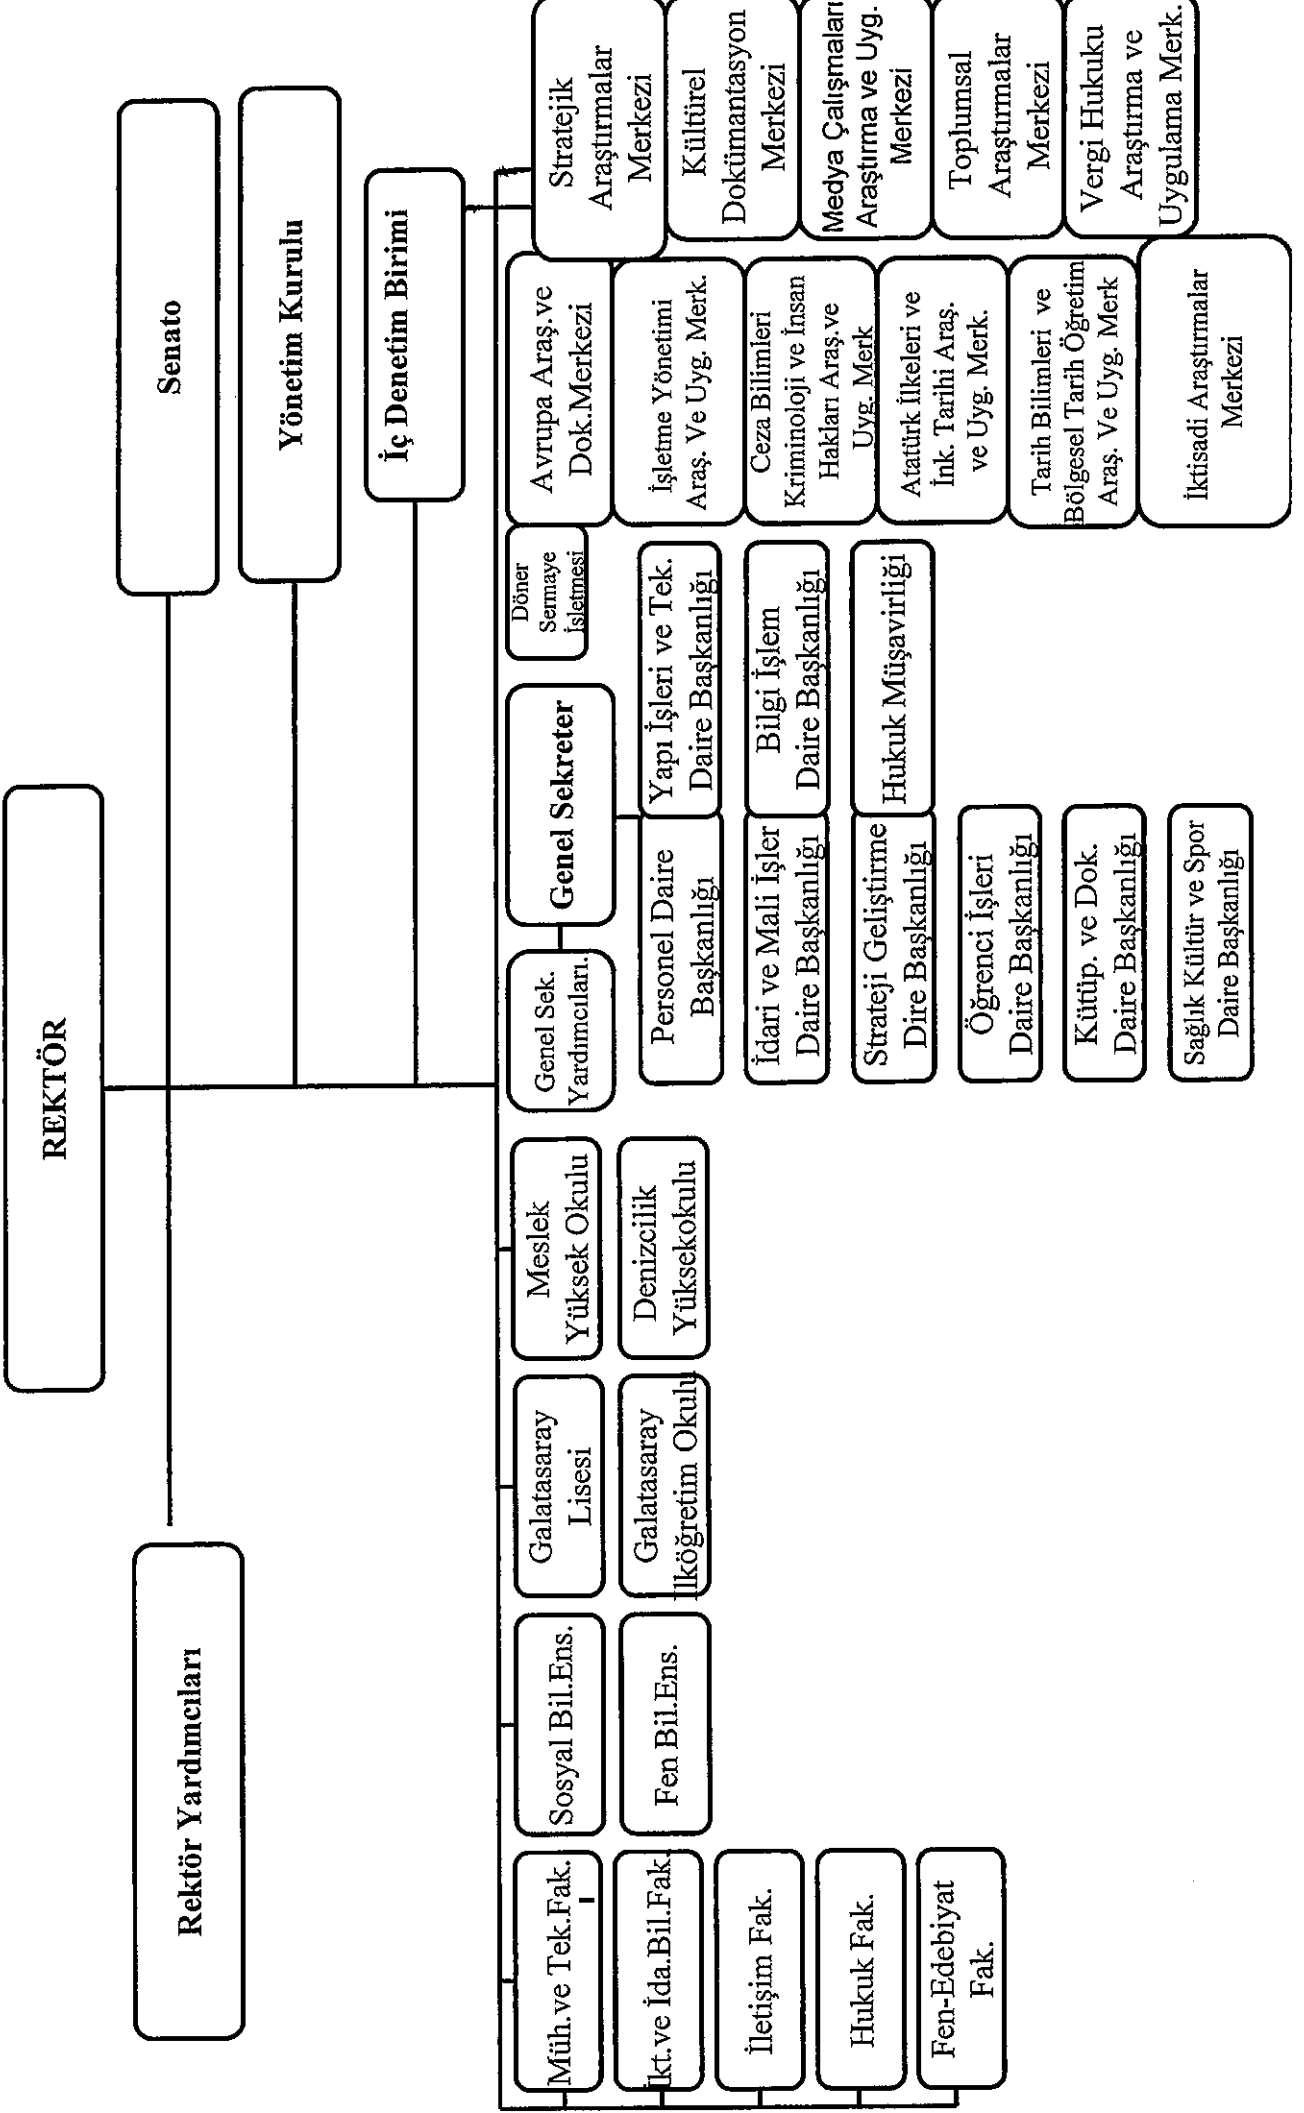 REKTÖR
Rektör Yardımcıları
Senato
Yönetim Kurulu
İç Denetim Birimi
Müh.ve Tek.Fak.
İkt.ve İda.Bil.Fak.
İletişim Fak.
Hukuk Fak.
Fen-Edebiyat
Fak.
Sosyal Bil.Ens.
Fen Bil.Ens.
Galatasaray
Lisesi
Galatasaray
İlköğretim Okulu
Meslek
Yüksek Okulu
Denizcilik
Yüksekokulu
Genel Sek.
Yardımcıları.
Genel Sekreter
Personel Daire
Başkanlığı
İdari ve Mali İşler
Daire Başkanlığı
Strateji Geliştirme
Dire Başkanlığı
Öğrenci İşleri
Daire Başkanlığı
Kütüp. ve Dok.
Daire Başkanlığı
Sağlık Kültür ve Spor
Daire Başkanlığı
Yapı İşleri ve Tek.
Daire Başkanlığı
Bilgi İşlem
Daire Başkanlığı
Hukuk Müşavirliği
Döner
Sermaye
İşletmesi
Avrupa Araş.ve
Dok.Merkezi
İşletme Yönetimi
Araş. Ve Uyg. Merk.
Ceza Bilimleri
Kriminoloji ve İnsan
Hakları Araş.ve
Uyg. Merk
Atatürk İlkeleri ve
İnk. Tarihi Araş.
ve Uyg. Merk.
Tarih Bilimleri ve
Bölgesel Tarih Öğretim
Araş. Ve Uyg. Merk
İktisadi Araştırmalar
Merkezi
Stratejik
Araştırmalar
Merkezi
Kültürel
Dokümantasyon
Merkezi
Medya Çalışmaları
Araştırma ve Uyg.
Merkezi
Toplumsal
Araştırmalar
Merkezi
Vergi Hukuku
Araştırma ve
Uygulama Merk.